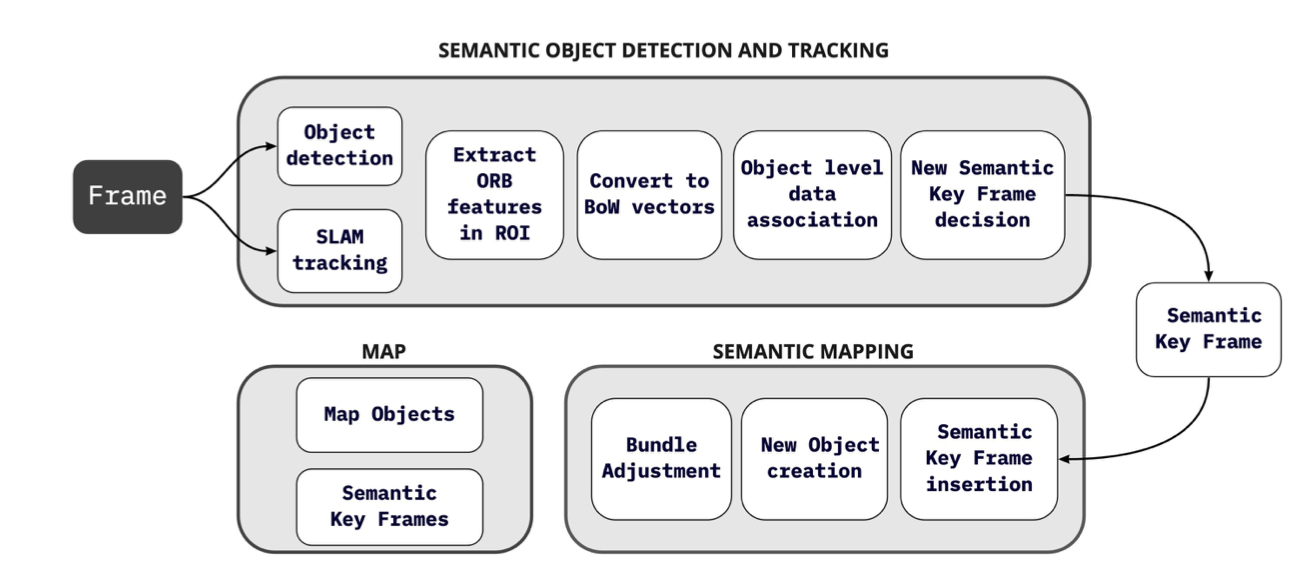 SEMANTIC OBJECT DETECTION AND TRACKING
Frame
Object
detection
SLAM
tracking
Extract
ORB
features
in ROI
Convert to
BoW vectors
Object level
data
association
New Semantic
Key Frame
decision
Semantic
Key Frame
MAP
Map Objects
Semantic
Key Frames
SEMANTIC MAPPING
Bundle
Adjustment
New Object
creation
Semantic
Key Frame
insertion